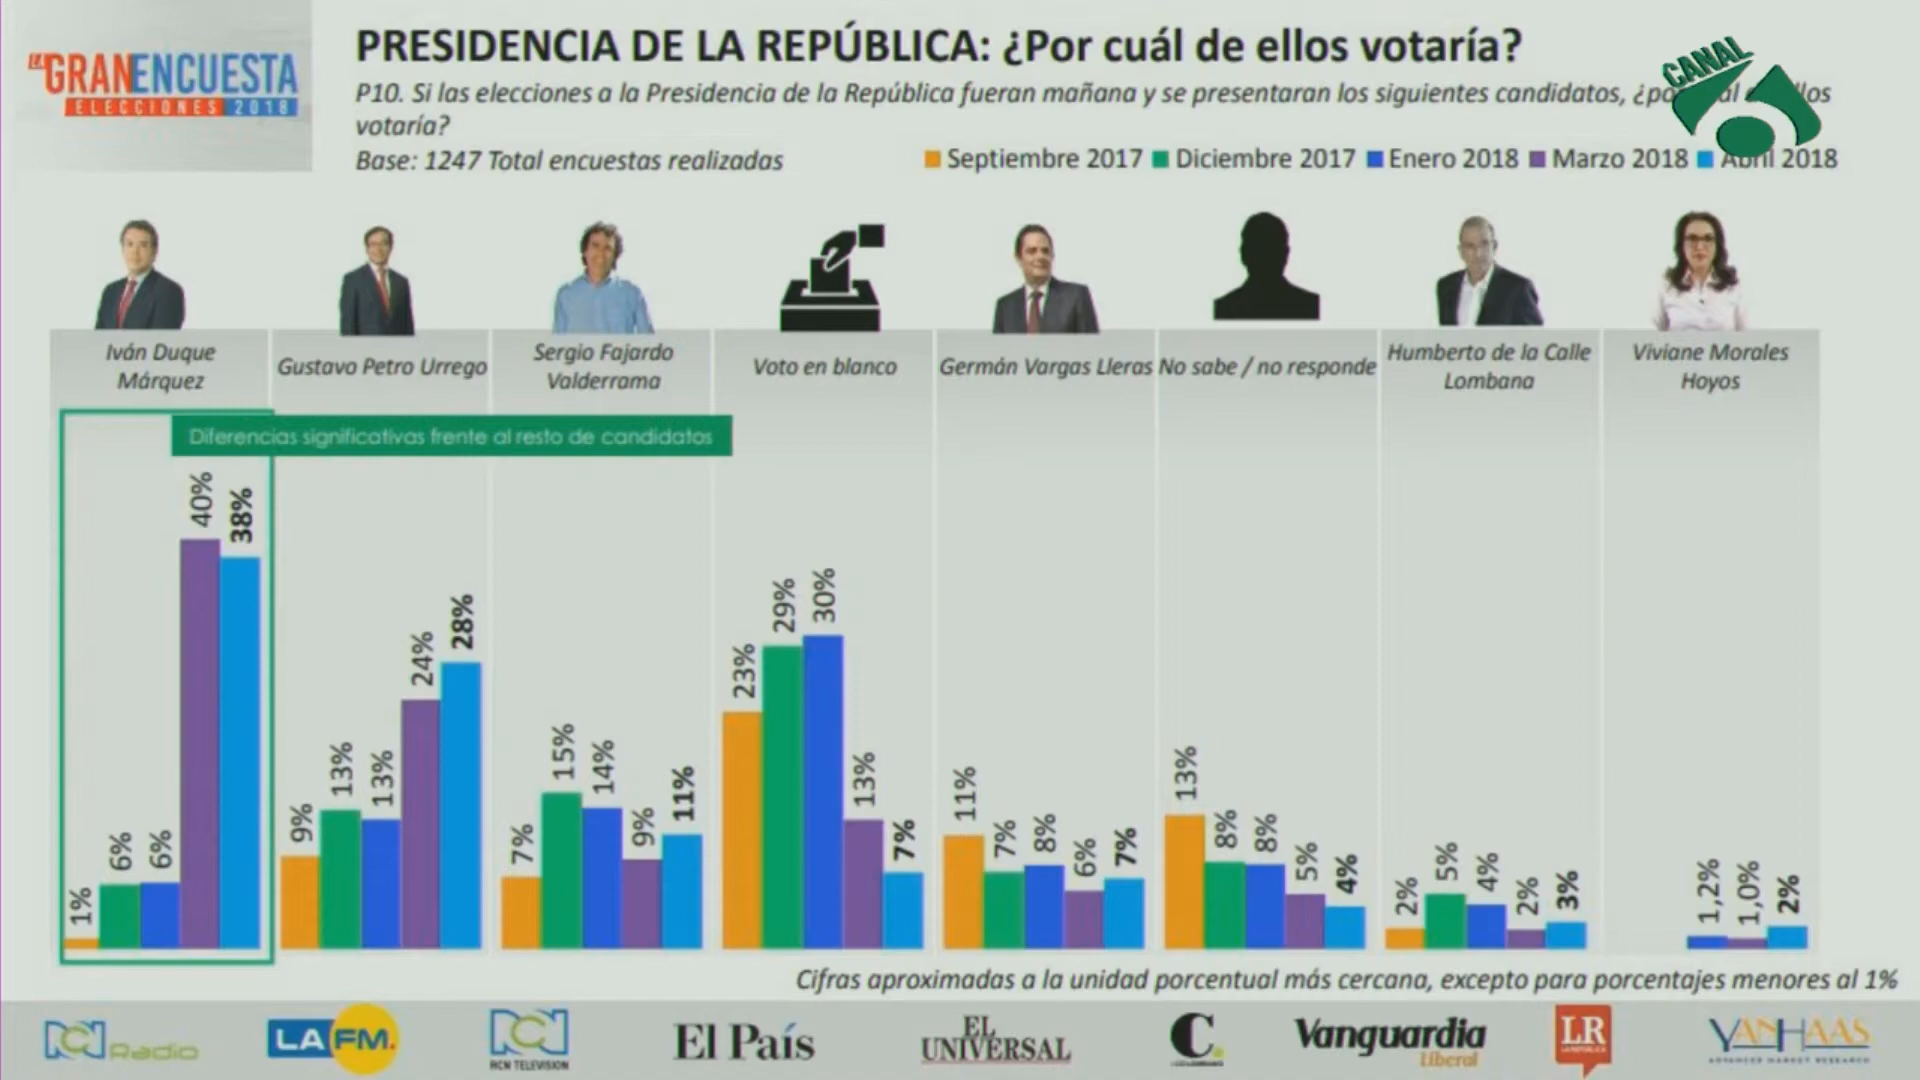 "LA GRANENCUESTA
ELECCIONES 2018
PRESIDENCIA DE LA REPÚBLICA: ¿Por cuál de ellos votaría?
CANAL
P10. Si las elecciones a la Presidencia de la República fueran mañana y se presentaran los siguientes candidatos,
votaría?
Base: 1247 Total encuestas realizadas
Septiembre 2017 Diciembre 2017 Enero 2018 Marzo 2018 Abril 2018
Iván Duque
Márquez
Gustavo Petro Urrego
Sergio Fajardo
Valderrama
Voto en blanco
Germán Vargas Lleras
No sabe / no responde
Humberto de la Calle
Lombana
Viviane Morales
Hoyos
Diferencias significativas frente al resto de candidatos
1% 6% 6% 40% 38%
9% 13% 13% 24% 28%
7% 15% 14% 9% 11%
23% 29% 30% 13% 7%
11% 7% 8% 6% 7%
13% 8% 8% 5% 4%
2% 5% 4% 2% 3%
1,2% 1,0% 2%
Cifras aproximadas a la unidad porcentual más cercana, excepto para porcentajes menores al 1%
RCN Radio
LA FM.
RCN
RCN TELEVISION
El País
EL
UNIVERSAL
C.
Vanguardia
Liberal
LR
YANHAAS
ADVANCED MARKET RESEARCH